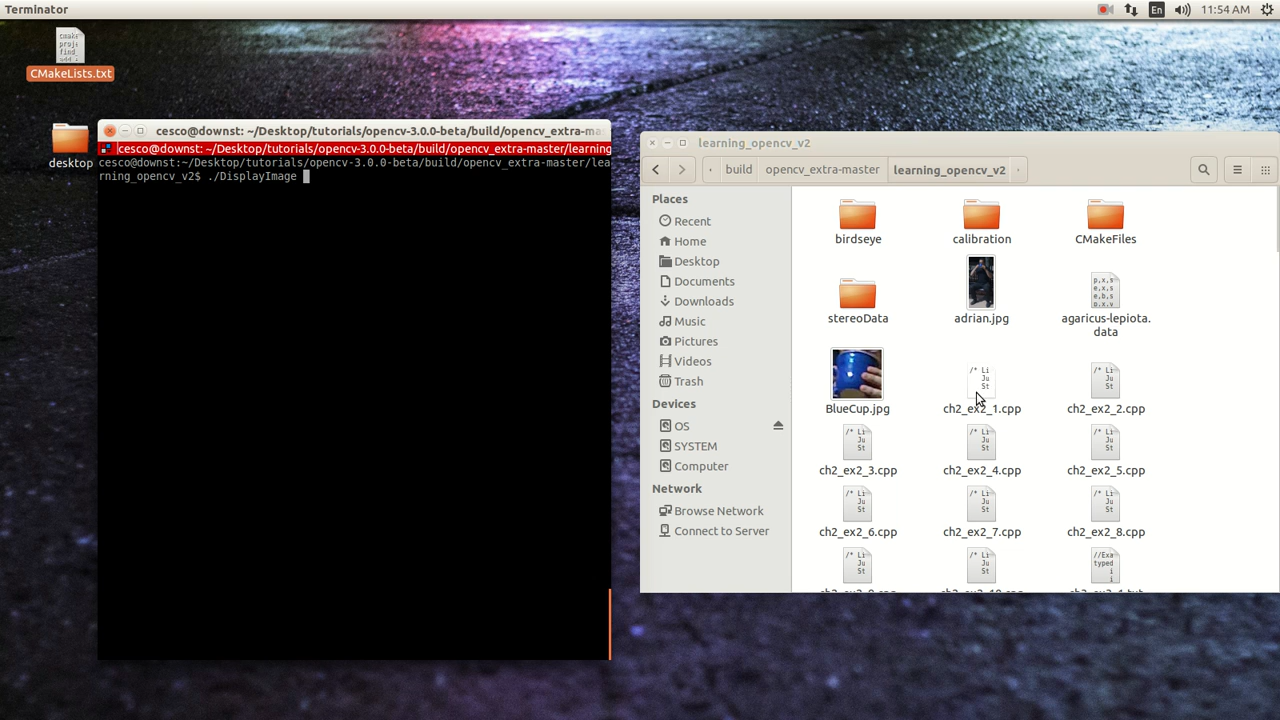 Terminator
En
11:54 AM
CMakeLists.txt
desktop
cesco@downst: ~/Desktop/tutorials/opencv-3.0.0-beta/build/opencv_extra-ma
cesco@downst: ~/Desktop/tutorials/opencv-3.0.0-beta/build/opencv_extra-master/learning
cesco@downst:~/Desktop/tutorials/opencv-3.0.0-beta/build/opencv_extra-master/lea
rning_opencv_v2$ ./DisplayImage
learning_opencv_v2
build opencv_extra-master learning_opencv_v2
Places
Recent
Home
Desktop
Documents
Downloads
Music
Pictures
Videos
Trash
Devices
OS
SYSTEM
Computer
Network
Browse Network
Connect to Server
birdseye calibration CMakeFiles
stereoData adrian.jpg agaricus-lepiota.
data
BlueCup.jpg ch2_ex2_1.cpp ch2_ex2_2.cpp
ch2_ex2_3.cpp ch2_ex2_4.cpp ch2_ex2_5.cpp
ch2_ex2_6.cpp ch2_ex2_7.cpp ch2_ex2_8.cpp